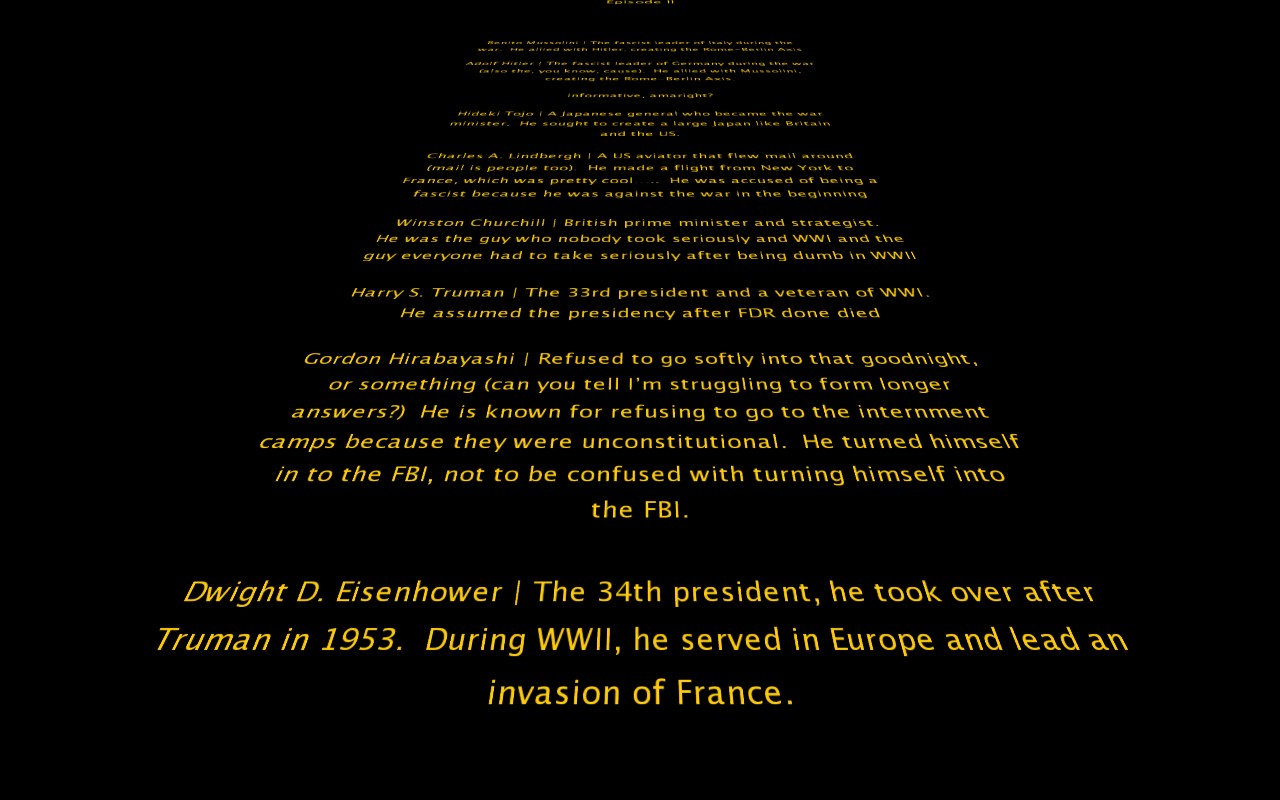 Episode II
Benito Mussolini | The fascist leader of Italy during the
war.  He allied with Hitler, creating the Rome-Berlin Axis
Adolf Hitler | The fascist leader of Germany during the war
(also the, you know, cause).  He allied with Mussolini,
creating the Rome-Berlin Axis.
informative, amaright?
Hideki Tojo | A Japanese general who became the war
minister.  He sought to create a large Japan like Britain
and the US.
Charles A. Lindbergh | A US aviator that flew mail around
(mail is people too).  He made a flight from New York to
France, which was pretty cool ....  He was accused of being a
fascist because he was against the war in the beginning
Winston Churchill | British prime minister and strategist.
He was the guy who nobody took seriously and WWI and the
guy everyone had to take seriously after being dumb in WWII
Harry S. Truman | The 33rd president and a veteran of WWI.
He assumed the presidency after FDR done died
Gordon Hirabayashi | Refused to go softly into that goodnight,
or something (can you tell I'm struggling to form longer
answers?)  He is known for refusing to go to the internment
camps because they were unconstitutional.  He turned himself
in to the FBI, not to be confused with turning himself into
the FBI.
Dwight D. Eisenhower | The 34th president, he took over after
Truman in 1953.  During WWII, he served in Europe and lead an
invasion of France.